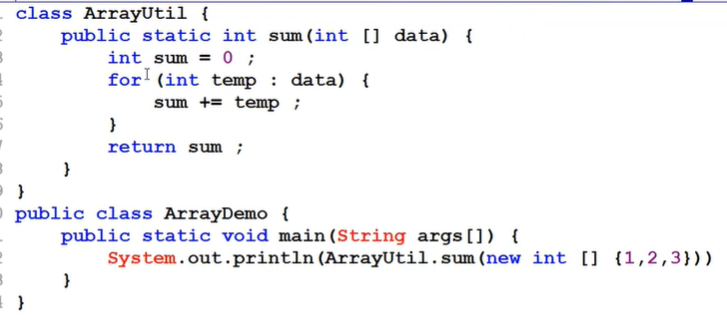 class ArrayUtil {
    public static int sum(int [] data) {
        int sum = 0 ;
        for (int temp : data) {
            sum += temp ;
        }
        return sum ;
    }
}
public class ArrayDemo {
    public static void main(String args[]) {
        System.out.println(ArrayUtil.sum(new int [] {1,2,3}))
    }
}